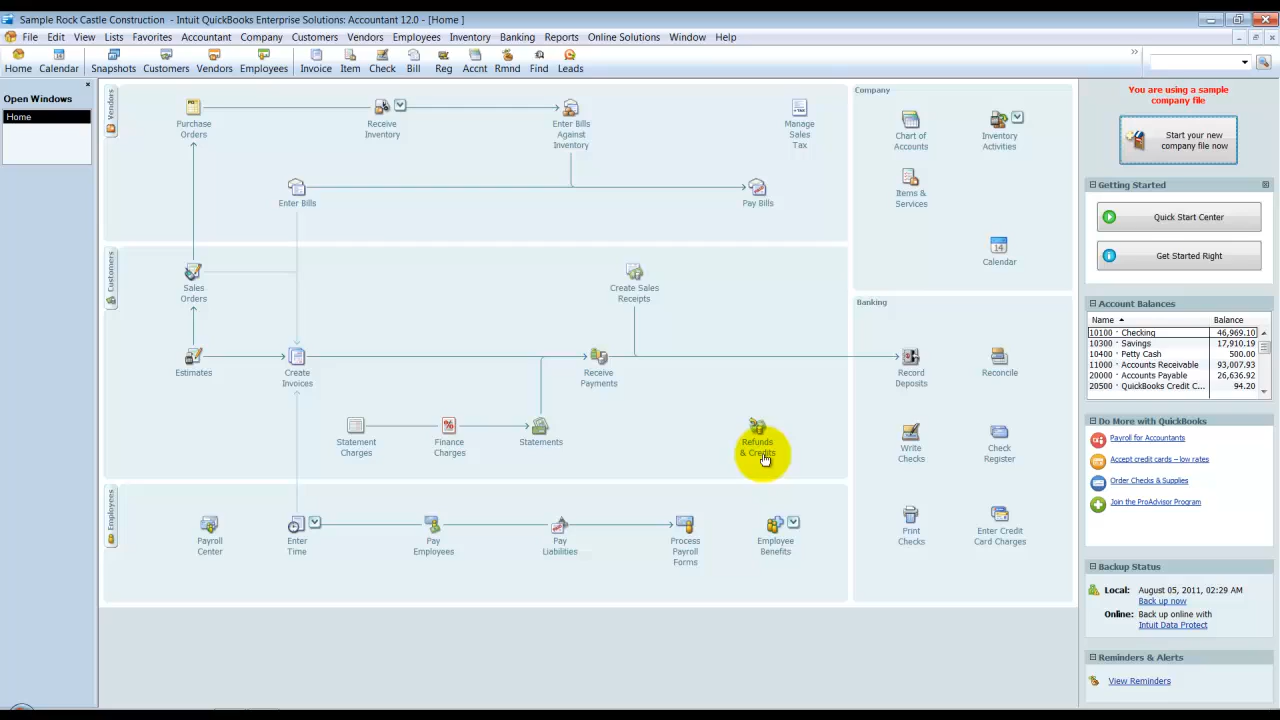 Sample Rock Castle Construction - Intuit QuickBooks Enterprise Solutions: Accountant 12.0 - [Home ]
File Edit View Lists Favorites Accountant Company Customers Vendors Employees Inventory Banking Reports Online Solutions Window Help
Home Calendar Snapshots Customers Vendors Employees Invoice Item Check Bill Reg Accnt Rmnd Find Leads
Open Windows
Home
Vendors
Purchase
Orders
Receive
Inventory
Enter Bills
Against
Inventory
Manage
Sales
Tax
Enter Bills
Pay Bills
Customers
Sales
Orders
Create Sales
Receipts
Estimates
Create
Invoices
Receive
Payments
Statement
Charges
Finance
Charges
Statements
Refunds
& Credits
Employees
Payroll
Center
Enter
Time
Pay
Employees
Pay
Liabilities
Process
Payroll
Forms
Employee
Benefits
Company
Chart of
Accounts
Inventory
Activities
Items &
Services
14
Calendar
Banking
Record
Deposits
Reconcile
Write
Checks
Check
Register
Print
Checks
Enter Credit
Card Charges
You are using a sample
company file
Start your new
company file now
Getting Started
Quick Start Center
Get Started Right
Account Balances
Name Balance
10100 · Checking 46,969.10
10300 · Savings 17,910.19
10400 · Petty Cash 500.00
11000 · Accounts Receivable 93,007.93
20000 · Accounts Payable 26,636.92
20500 · QuickBooks Credit C... 94.20
Do More with QuickBooks
Payroll for Accountants
Accept credit cards – low rates
Order Checks & Supplies
Join the ProAdvisor Program
Backup Status
Local: August 05, 2011, 02:29 AM
Back up now
Online: Back up online with
Intuit Data Protect
Reminders & Alerts
View Reminders